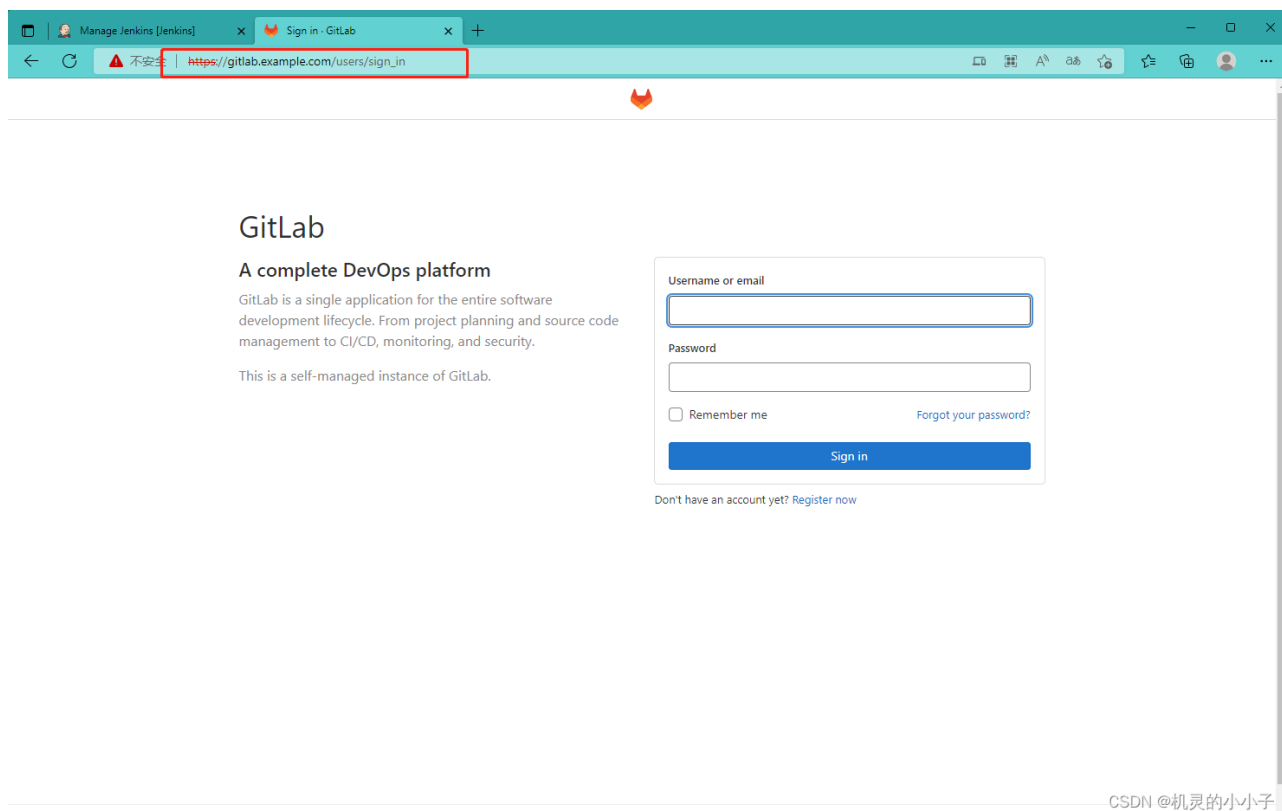 Manage Jenkins [Jenkins]
Sign in · GitLab
不安全
https://gitlab.example.com/users/sign_in
GitLab
A complete DevOps platform
GitLab is a single application for the entire software
development lifecycle. From project planning and source code
management to CI/CD, monitoring, and security.
This is a self-managed instance of GitLab.
Username or email
Password
Remember me
Forgot your password?
Sign in
Don't have an account yet? Register now
CSDN @机灵的小小子